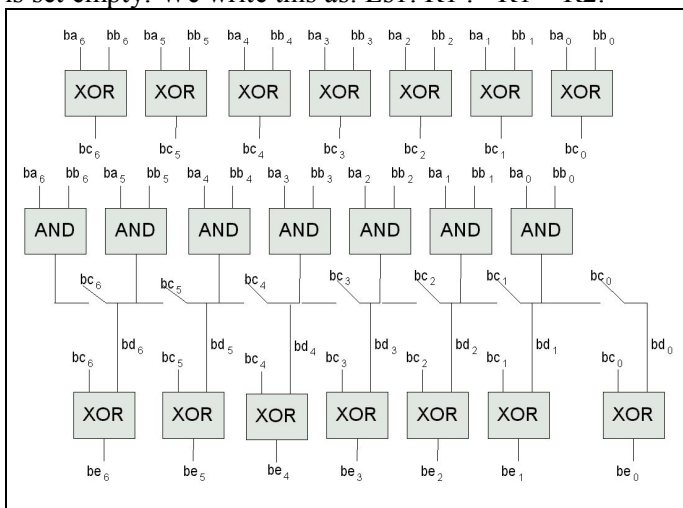 is set empty. We write this as: Es1: R1 :- R1 – R2.
ba6 bb6 ba5 bb5 ba4 bb4 ba3 bb3 ba2 bb2 ba1 bb1 ba0 bb0
XOR XOR XOR XOR XOR XOR XOR
bc6 bc5 bc4 bc3 bc2 bc1 bc0
ba6 bb6 ba5 bb5 ba4 bb4 ba3 bb3 ba2 bb2 ba1 bb1 ba0 bb0
AND AND AND AND AND AND AND
bc6 bc5 bc4 bc3 bc2 bc1 bc0
bd6 bd5 bd4 bd3 bd2 bd1 bd0
bc6 bc5 bc4 bc3 bc2 bc1 bc0
XOR XOR XOR XOR XOR XOR XOR
be6 be5 be4 be3 be2 be1 be0